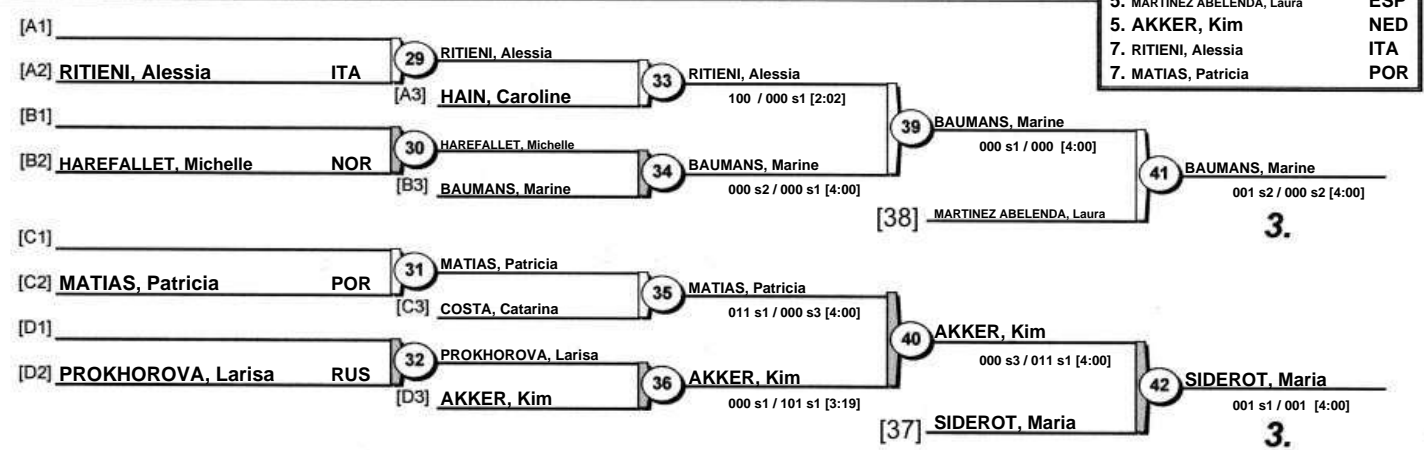 5. MARTINEZ ABELENDA, Laura ESP
5. AKKER, Kim NED
7. RITIENI, Alessia ITA
7. MATIAS, Patricia POR
[A1]
[A2] RITIENI, Alessia ITA
29
RITIENI, Alessia
[A3] HAIN, Caroline
33
RITIENI, Alessia
100 / 000 s1 [2:02]
[B1]
[B2] HAREFALLET, Michelle NOR
30
HAREFALLET, Michelle
[B3] BAUMANS, Marine
34
BAUMANS, Marine
000 s2 / 000 s1 [4:00]
39
BAUMANS, Marine
000 s1 / 000 [4:00]
[38] MARTINEZ ABELENDA, Laura
41
BAUMANS, Marine
001 s2 / 000 s2 [4:00]
3.
[C1]
[C2] MATIAS, Patricia POR
31
MATIAS, Patricia
[C3] COSTA, Catarina
35
MATIAS, Patricia
011 s1 / 000 s3 [4:00]
[D1]
[D2] PROKHOROVA, Larisa RUS
32
PROKHOROVA, Larisa
[D3] AKKER, Kim
36
AKKER, Kim
000 s1 / 101 s1 [3:19]
40
AKKER, Kim
000 s3 / 011 s1 [4:00]
[37] SIDEROT, Maria
42
SIDEROT, Maria
001 s1 / 001 [4:00]
3.